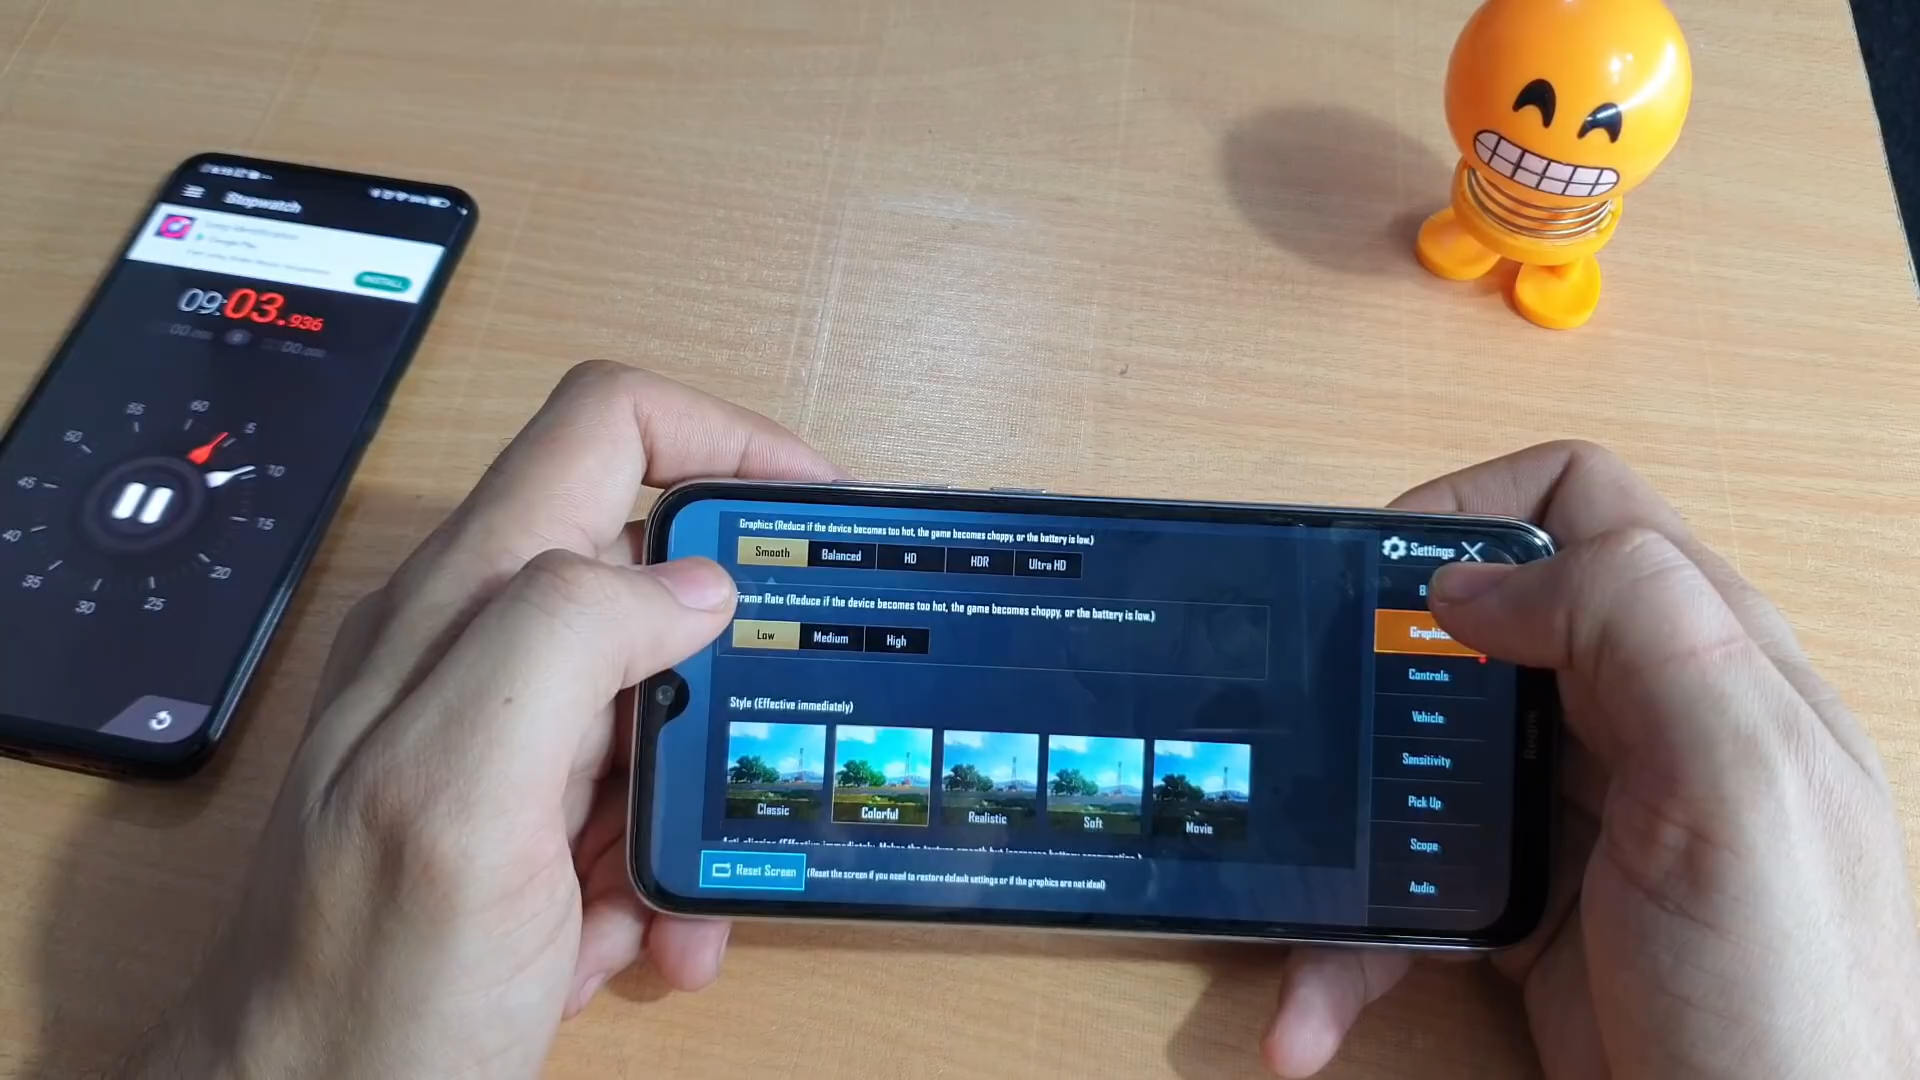 Stopwatch
Google Play
INSTALL
09:03.936
60
5
10
15
20
25
30
35
40
45
50
55
Graphics (Reduce if the device becomes too hot, the game becomes choppy, or the battery is low.)
Smooth
Balanced
HD
HDR
Ultra HD
Frame Rate (Reduce if the device becomes too hot, the game becomes choppy, or the battery is low.)
Low
Medium
High
Style (Effective immediately)
Classic
Colorful
Realistic
Soft
Movie
Reset Screen
(Reset the screen if you need to restore default settings or if the graphics are not ideal)
Settings
Graphics
Controls
Vehicle
Sensitivity
Pick Up
Scope
Audio
Redmi